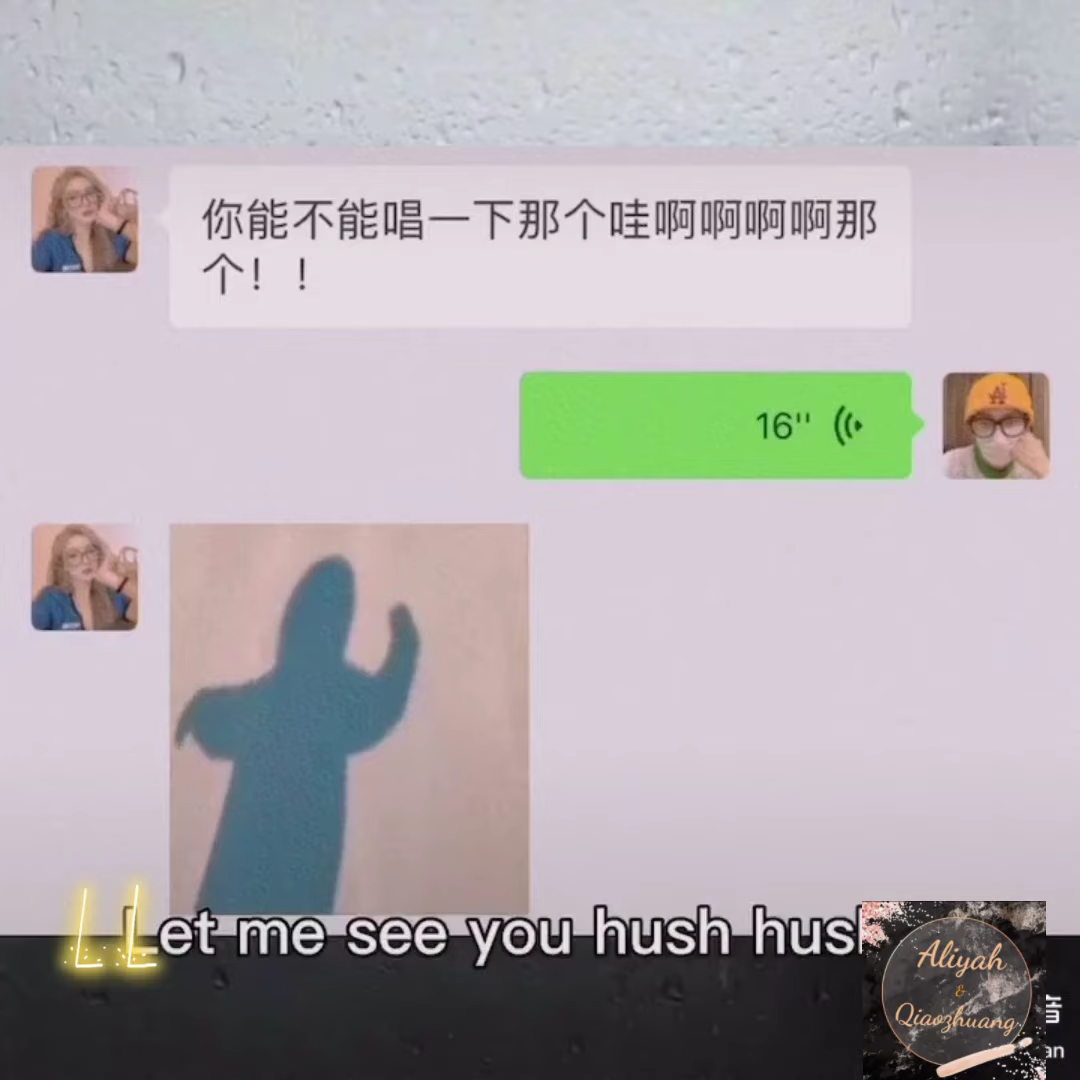 你能不能唱一下那个哇啊啊啊啊那
个！！
16''
Let me see you hush
Aliyah
&
Qiaozhuang
an